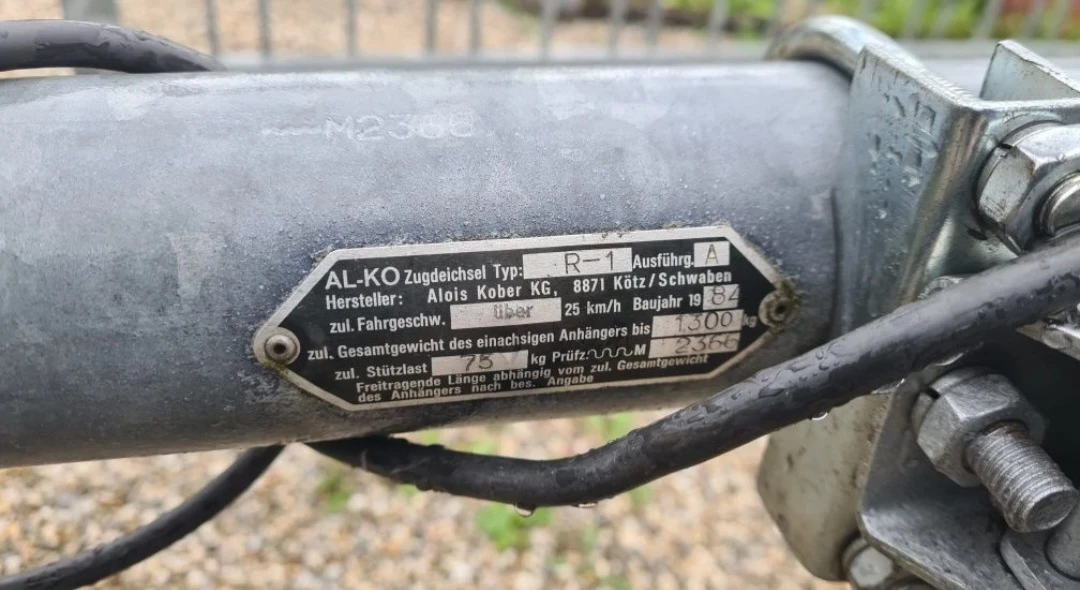 ~~~M2366
AL-KO Zugdeichsel Typ: R-1 Ausführg. A
Hersteller: Alois Kober KG, 8871 Kötz/Schwaben
zul. Fahrgeschw. über 25 km/h Baujahr 19 84
zul. Gesamtgewicht des einachsigen Anhängers bis 1300 kg
zul. Stützlast 75 kg Prüfz: ~~~M 2366
Freitragende Länge abhängig vom zul. Gesamtgewicht
des Anhängers nach bes. Angabe